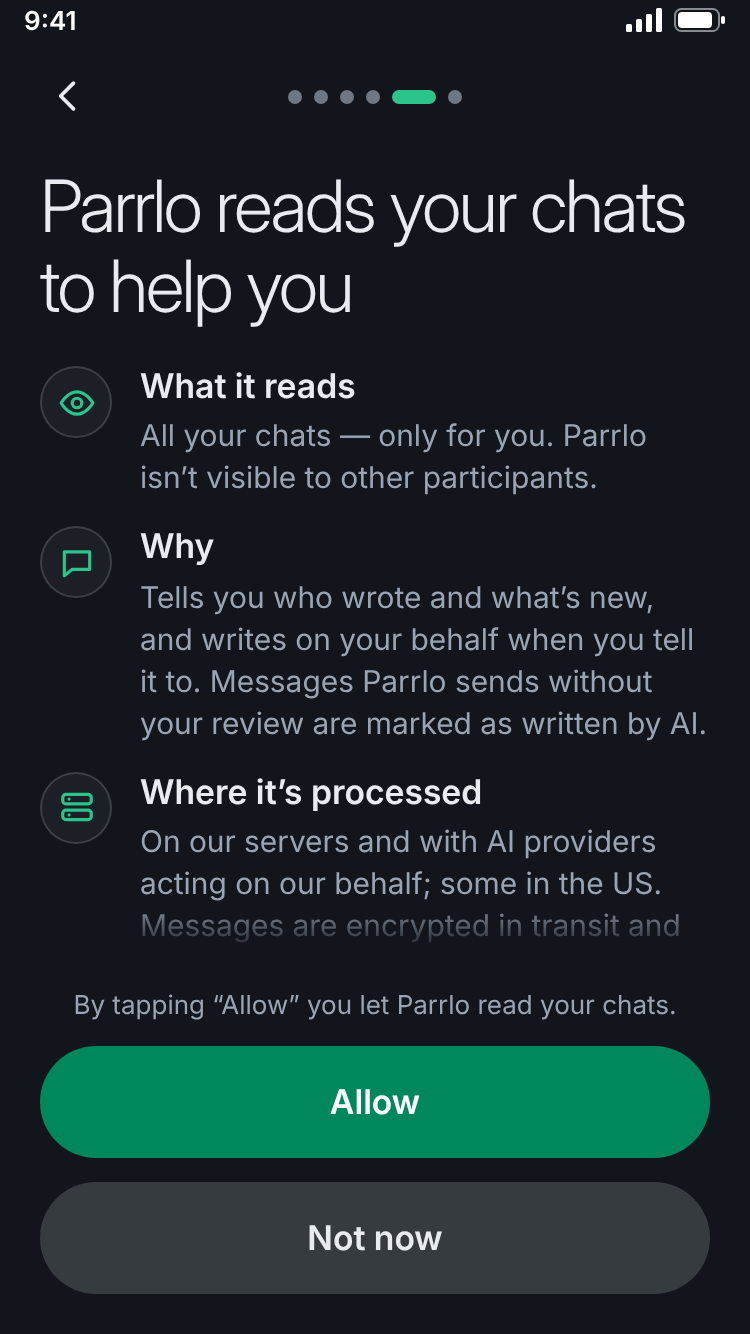 9:41
Parrlo reads your chats
to help you
What it reads
All your chats — only for you. Parrlo
isn’t visible to other participants.
Why
Tells you who wrote and what’s new,
and writes on your behalf when you tell
it to. Messages Parrlo sends without
your review are marked as written by AI.
Where it’s processed
On our servers and with AI providers
acting on our behalf; some in the US.
Messages are encrypted in transit and
By tapping “Allow” you let Parrlo read your chats.
Allow
Not now